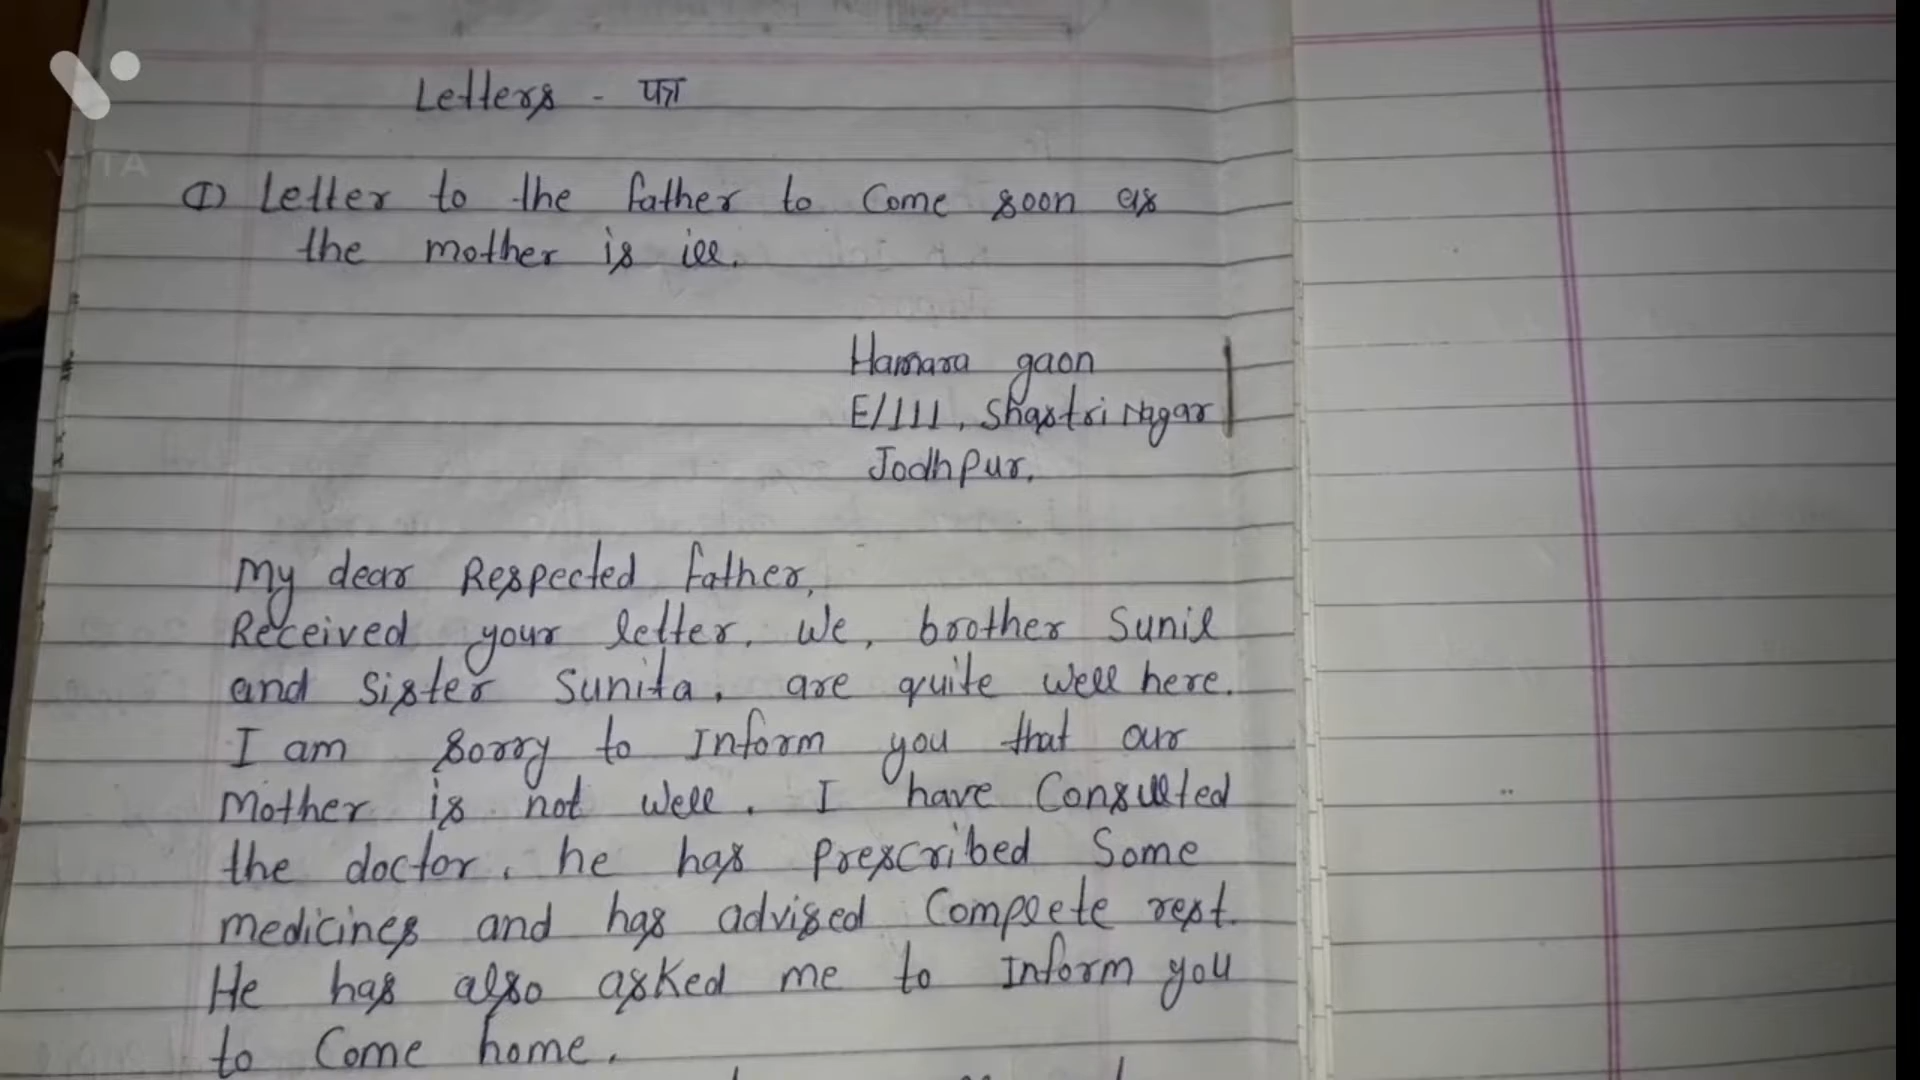 VITA
Letters - पत्र
(I) Letter to the father to Come soon as
the mother is ill.
Hamara gaon
E/111, Shastri Nagar
Jodhpur.
My dear Respected father,
Received your letter. We, brother Sunil
and Sister Sunita, are quite well here.
I am sorry to Inform you that our
Mother is not well. I have Consulted
the doctor, he has Prescribed Some
medicines and has advised Complete rest.
He has also asked me to Inform you
to Come home.